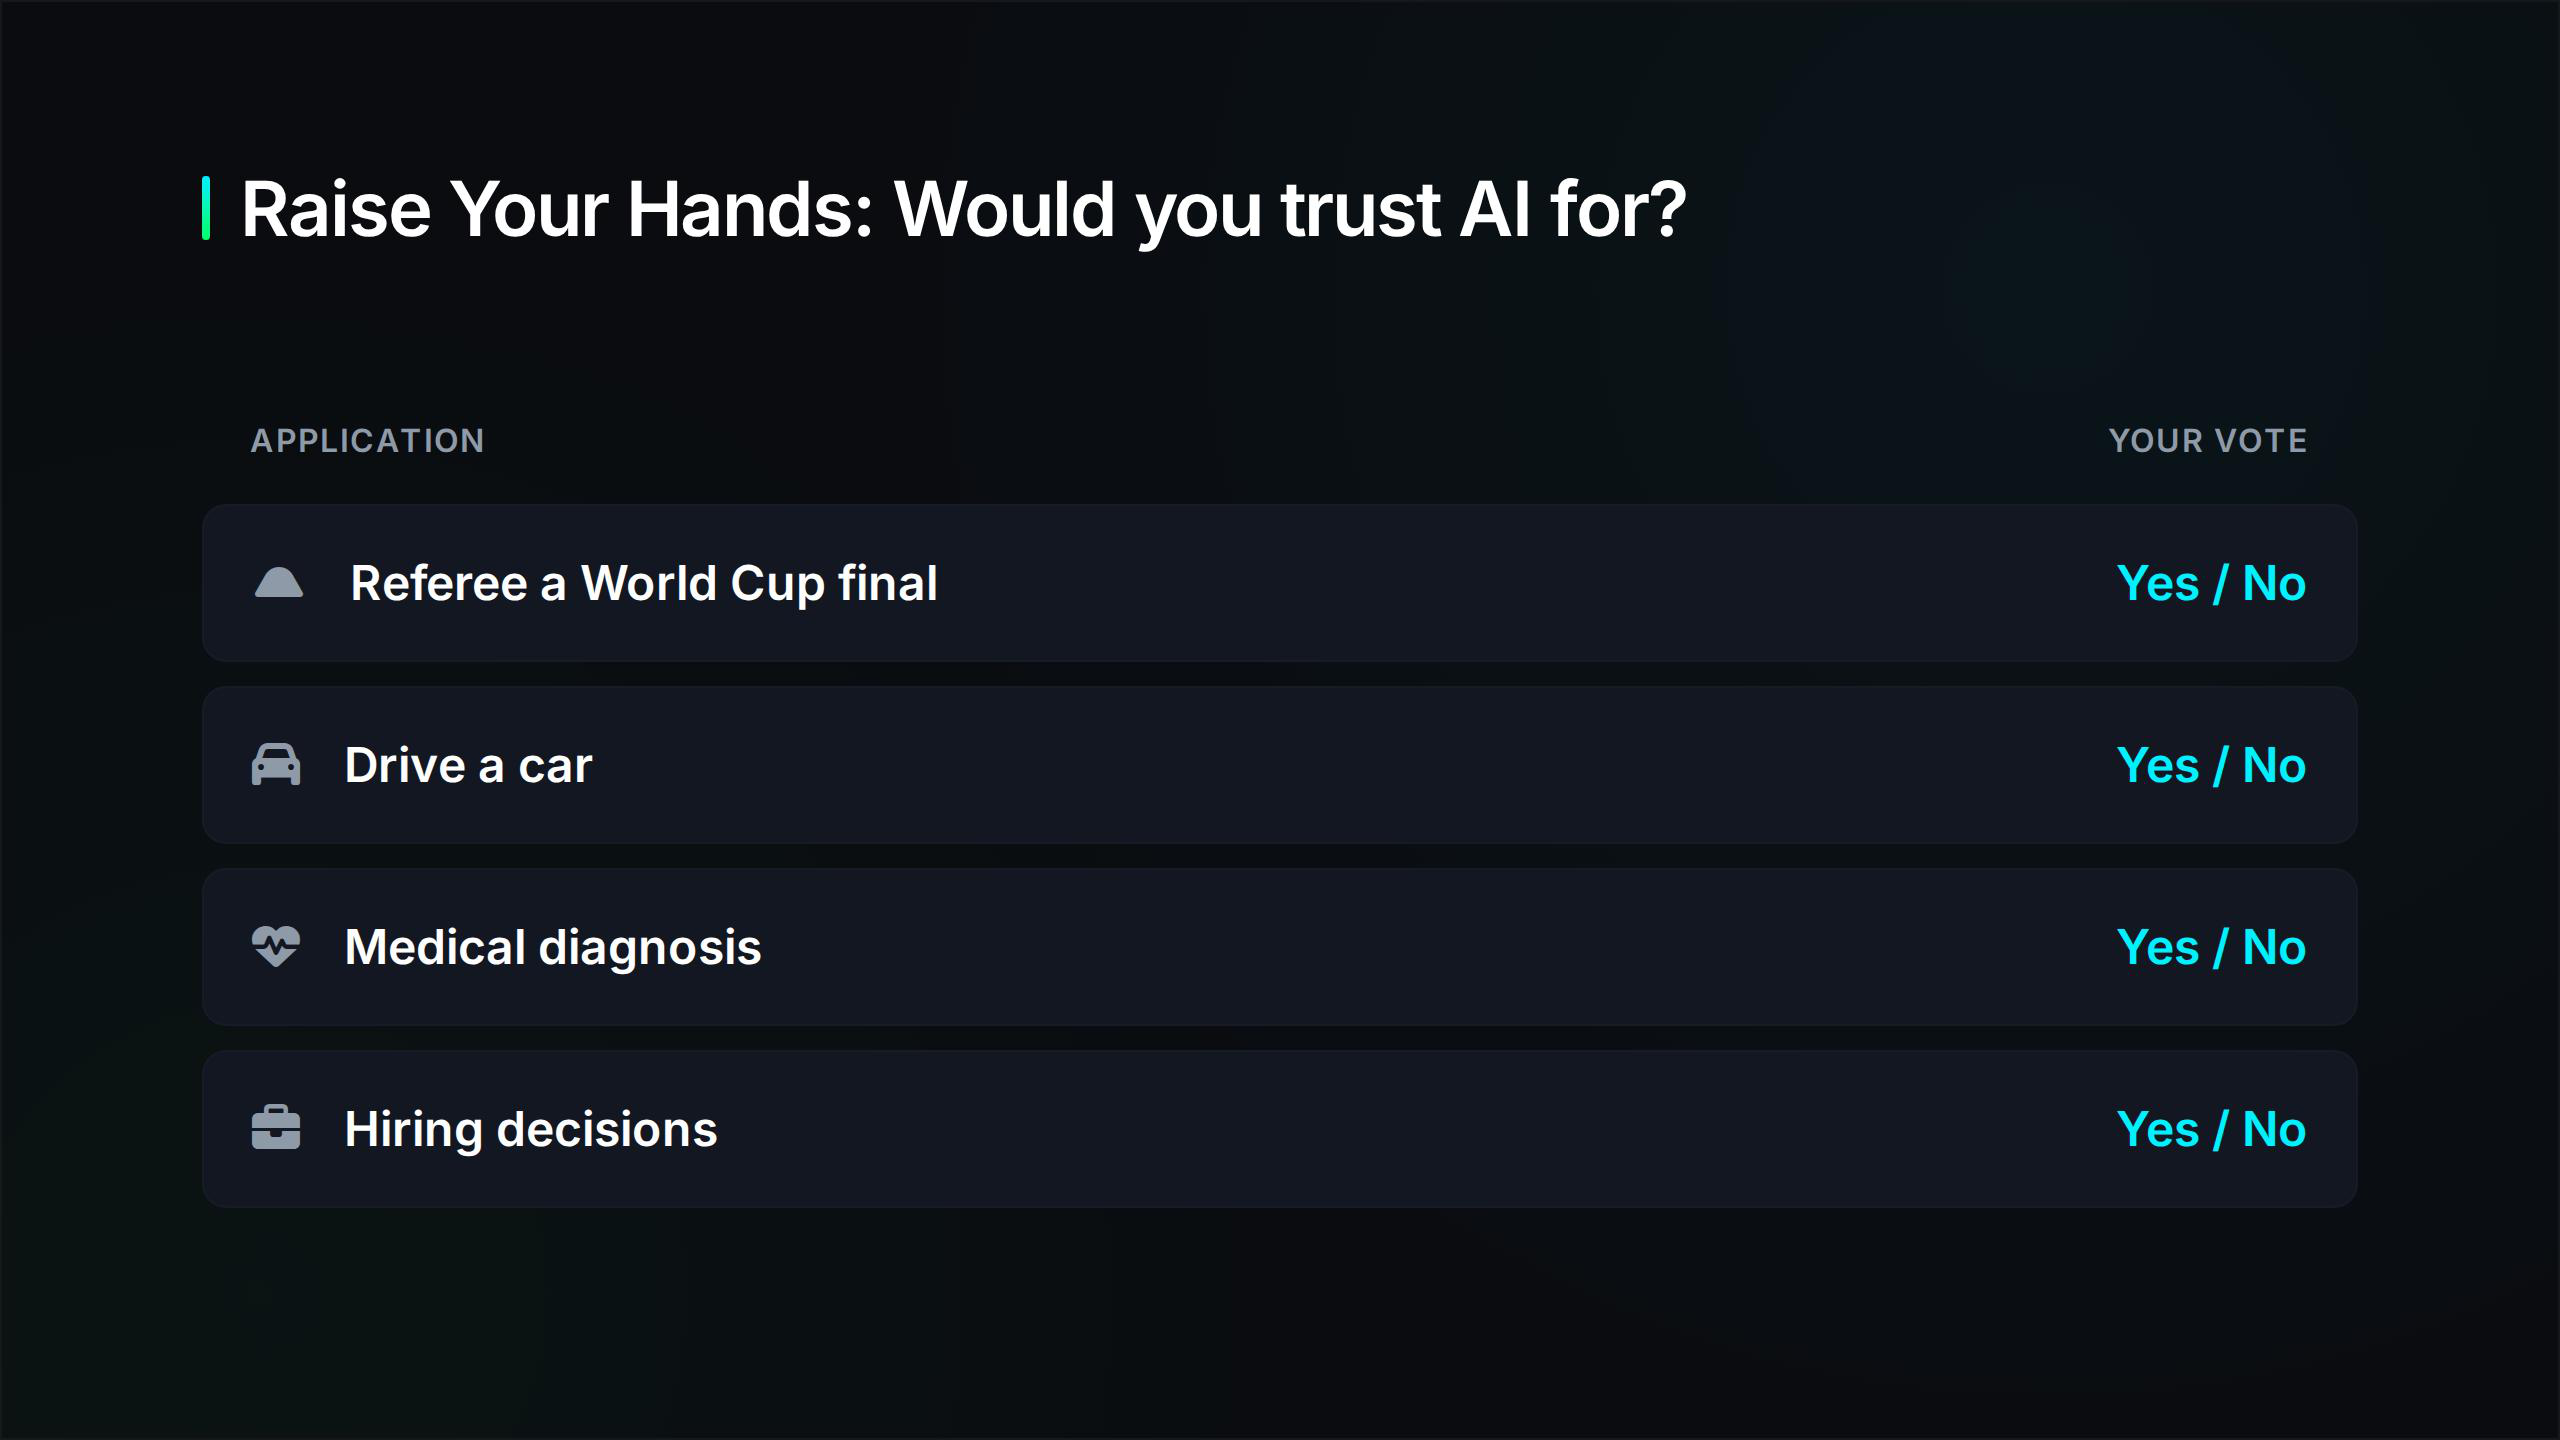 Raise Your Hands: Would you trust AI for?
APPLICATION YOUR VOTE
Referee a World Cup final Yes / No
Drive a car Yes / No
Medical diagnosis Yes / No
Hiring decisions Yes / No